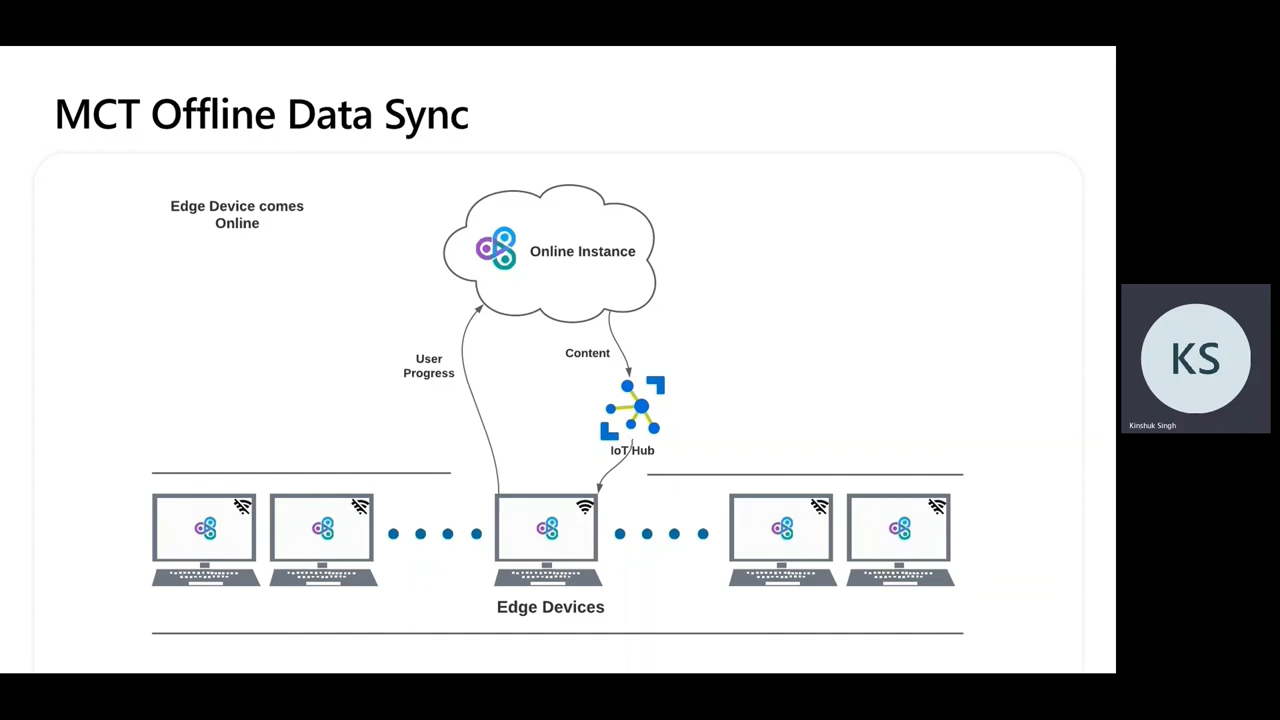 MCT Offline Data Sync
Edge Device comes
Online
Online Instance
User
Progress
Content
IoT Hub
Edge Devices
KS
Kinshuk Singh